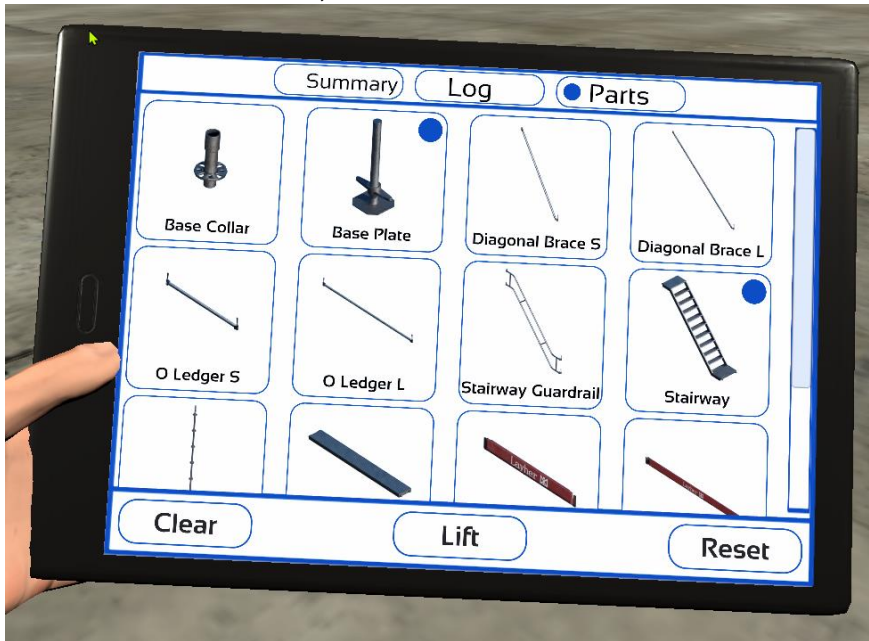 Summary
Log
Parts
Base Collar
Base Plate
Diagonal Brace S
Diagonal Brace L
O Ledger S
O Ledger L
Stairway Guardrail
Stairway
Layher
Clear
Lift
Reset